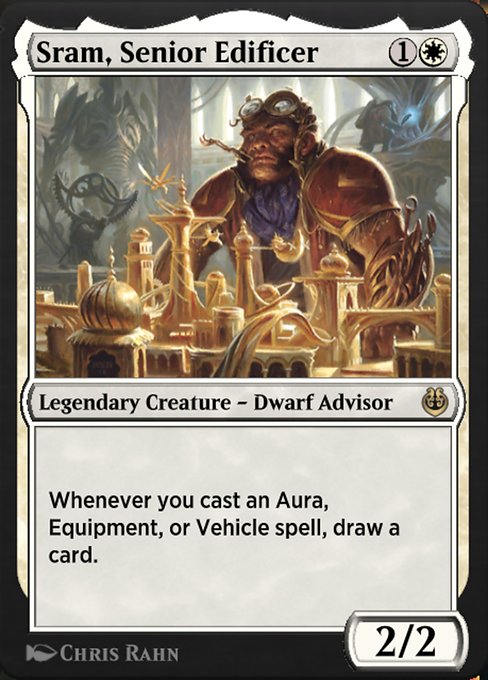 Sram, Senior Edificer 1
Legendary Creature – Dwarf Advisor
Whenever you cast an Aura,
Equipment, or Vehicle spell, draw a
card.
2/2
Chris Rahn